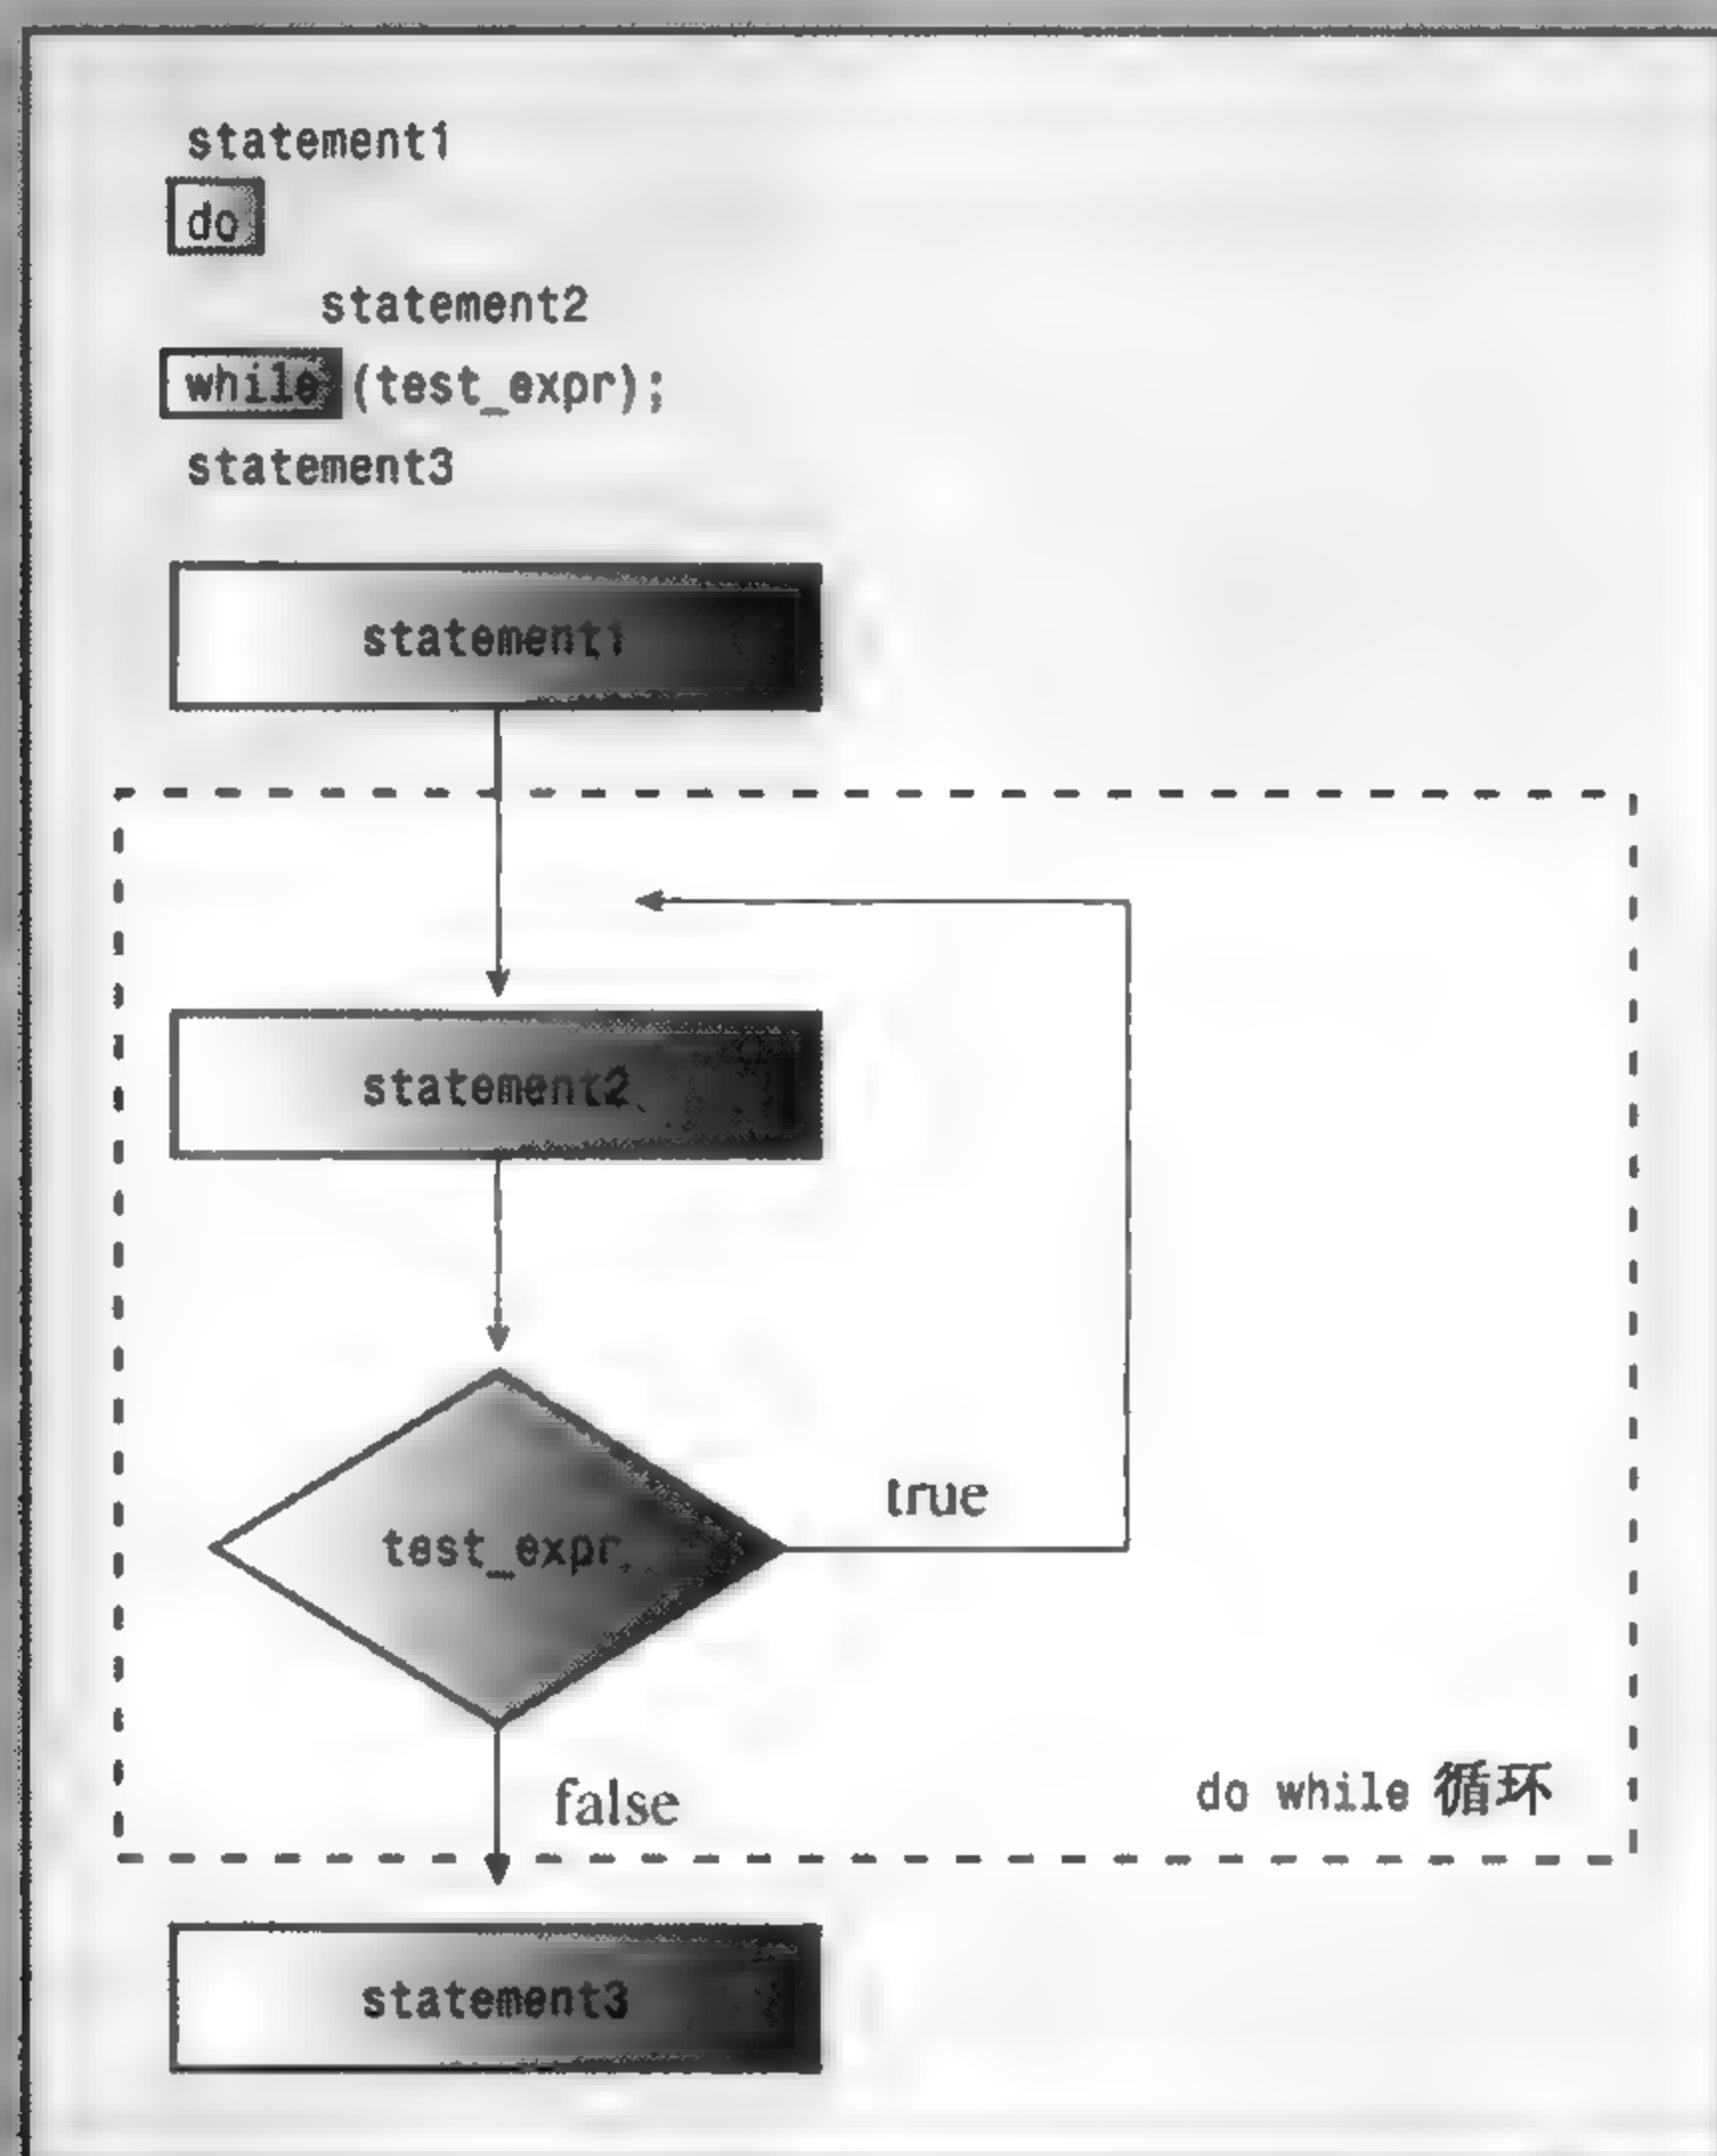 statement1
do
statement2
while (test_expr);
statement3
statement1
statement2
test_expr
true
false
do while 循环
statement3